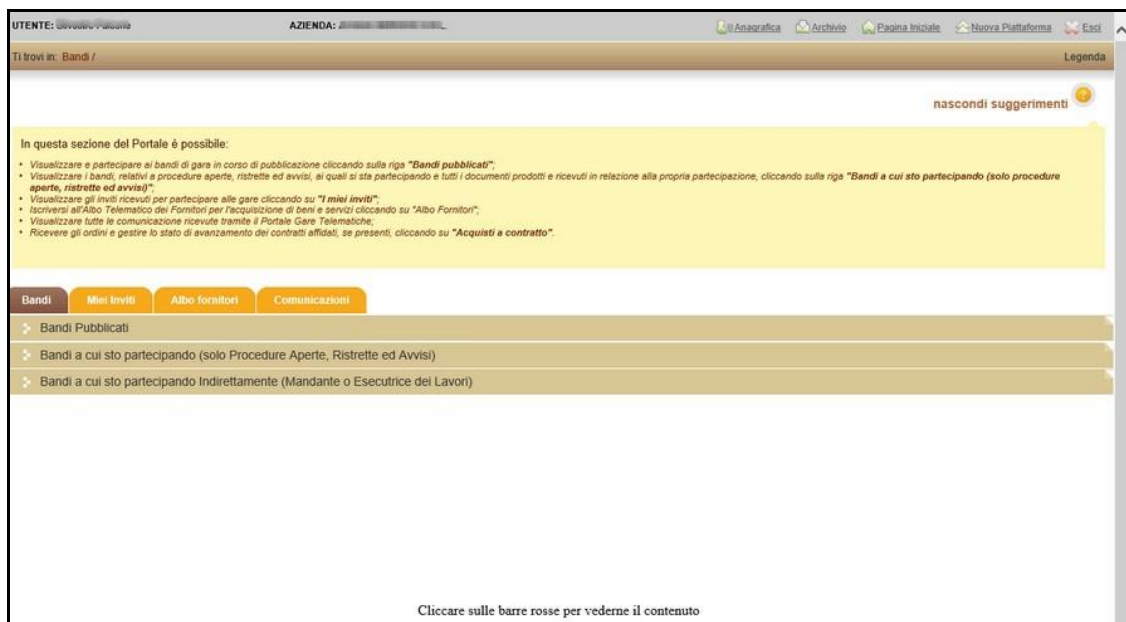 UTENTE: AZIENDA: Anagrafica Archivio Pagina Iniziale Nuova Piattaforma Esci
Ti trovi in: Bandi / Legenda
nascondi suggerimenti
In questa sezione del Portale è possibile:
• Visualizzare e partecipare ai bandi di gara in corso di pubblicazione cliccando sulla riga "Bandi pubblicati";
• Visualizzare i bandi, relativi a procedure aperte, ristrette ed avvisi, ai quali si sta partecipando e tutti i documenti prodotti e ricevuti in relazione alla propria partecipazione, cliccando sulla riga "Bandi a cui sto partecipando (solo procedure
aperte, ristrette ed avvisi)";
• Visualizzare gli inviti ricevuti per partecipare alle gare cliccando su "I miei inviti";
• Iscriversi all'Albo Telematico dei Fornitori per l'acquisizione di beni e servizi cliccando su "Albo Fornitori";
• Visualizzare tutte le comunicazione ricevute tramite il Portale Gare Telematiche;
• Ricevere gli ordini e gestire lo stato di avanzamento dei contratti affidati, se presenti, cliccando su "Acquisti a contratto".
Bandi Miei Inviti Albo fornitori Comunicazioni
Bandi Pubblicati
Bandi a cui sto partecipando (solo Procedure Aperte, Ristrette ed Avvisi)
Bandi a cui sto partecipando Indirettamente (Mandante o Esecutrice dei Lavori)
Cliccare sulle barre rosse per vederne il contenuto